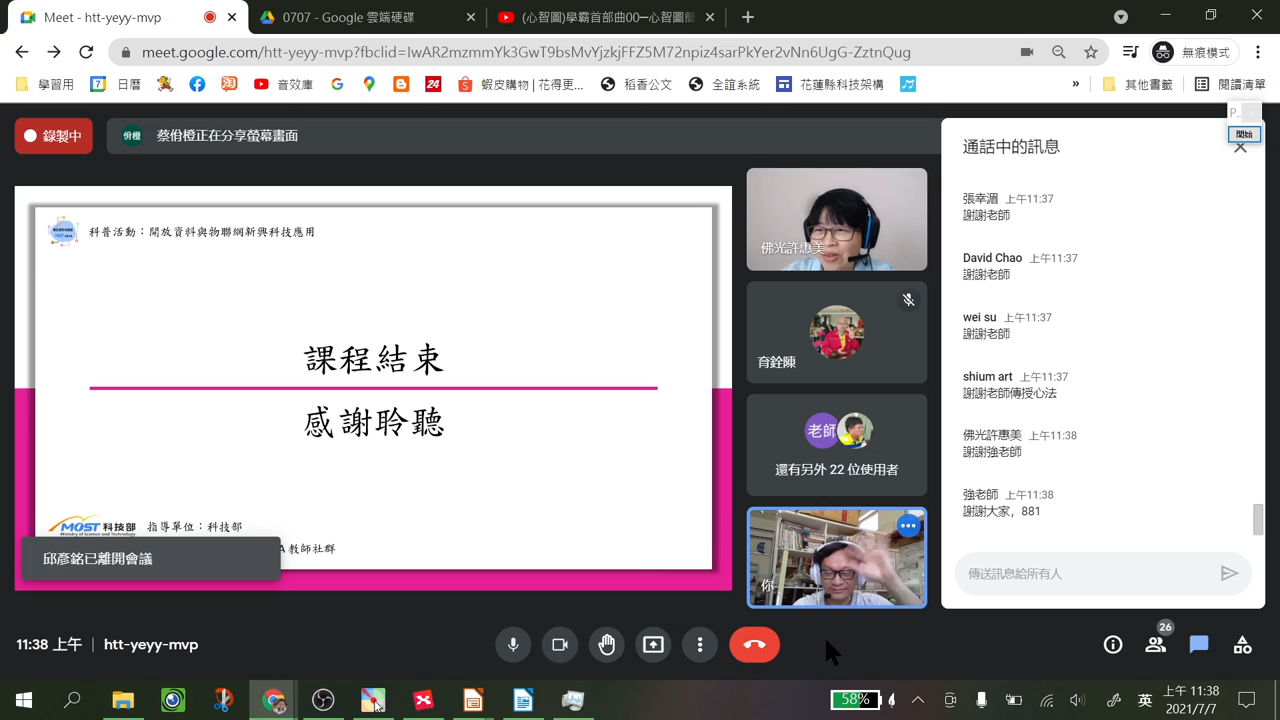 Meet - htt-yeyy-mvp
0707 - Google 雲端硬碟
(心智圖)學霸首部曲00─心智圖簡
meet.google.com/htt-yeyy-mvp?fbclid=IwAR2mzmmYk3GwT9bsMvYjzkjFFZ5M72npiz4sarPkYer2vNn6UgG-ZztnQug
無痕模式
學習用
日曆
音效庫
蝦皮購物 | 花得更...
稻香公文
全誼系統
花蓮縣科技架構
»
其他書籤
閱讀清單
P...
開始
錄製中
份橙
蔡佾橙正在分享螢幕畫面
科普活動：開放資料與物聯網新興科技應用
課程結束
感謝聆聽
MOST 科技部
Ministry of Science and Technology
指導單位：科技部
A 教師社群
邱彥銘已離開會議
佛光許惠美
育銓陳
老師
還有另外 22 位使用者
你
通話中的訊息
張幸湄 上午11:37
謝謝老師
David Chao 上午11:37
謝謝老師
wei su 上午11:37
謝謝老師
shium art 上午11:37
謝謝老師傳授心法
佛光許惠美 上午11:38
謝謝強老師
強老師 上午11:38
謝謝大家，881
傳送訊息給所有人
11:38 上午 | htt-yeyy-mvp
26
58%
英
上午 11:38
2021/7/7